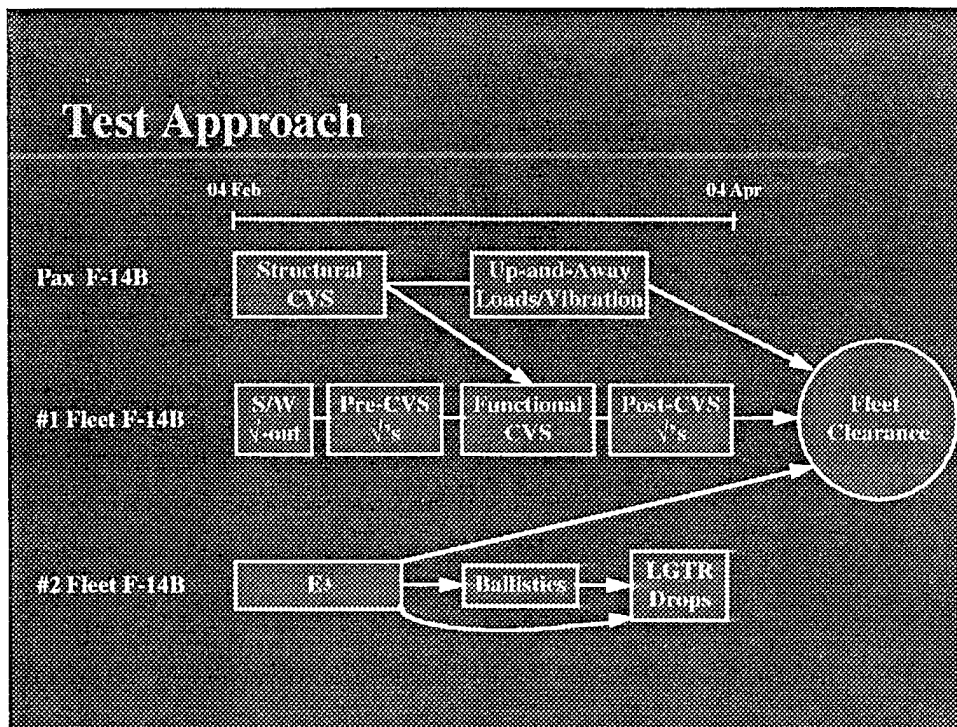 Test Approach
04 Feb
04 Apr
Pax F-14B
Structural
CVS
Up-and-Away
Loads/Vibration
#1 Fleet F-14B
S/W
√-out
Pre-CVS
√'s
Functional
CVS
Post-CVS
√'s
Fleet
Clearance
#2 Fleet F-14B
E³
Ballistics
LGTR
Drops